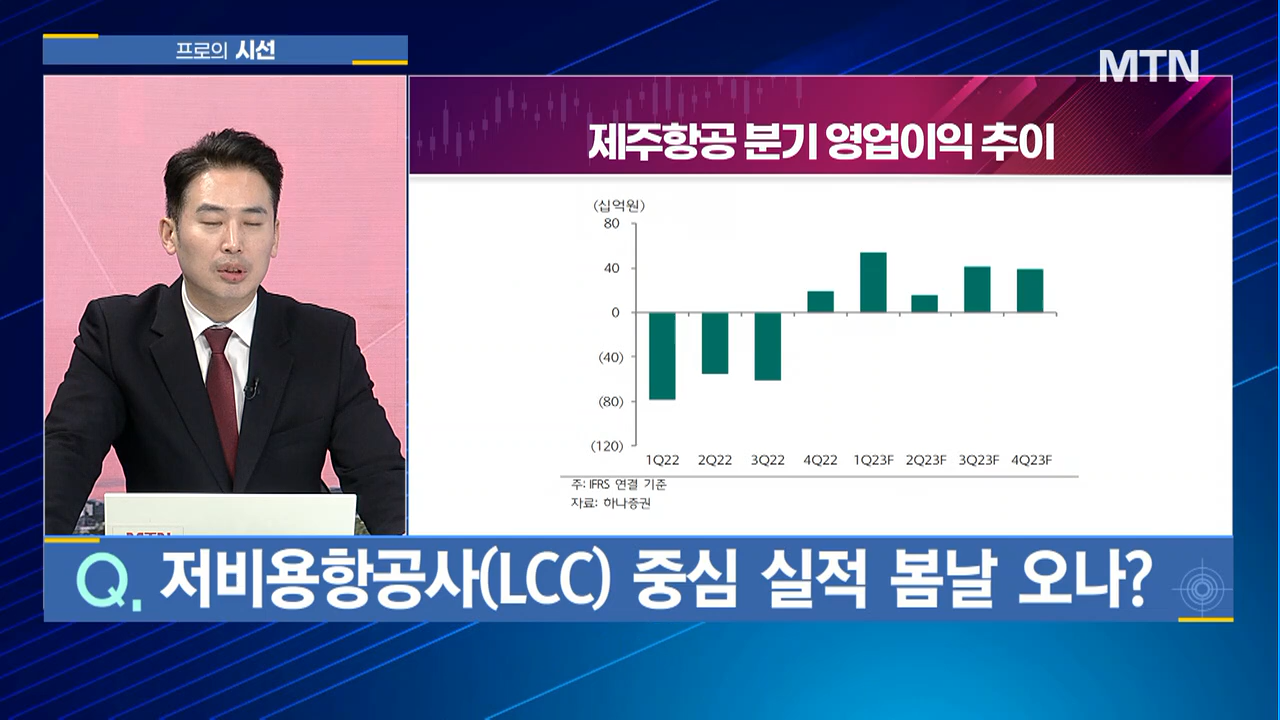 프로의 시선
MTN
제주항공 분기 영업이익 추이
(십억원)
80
40
0
(40)
(80)
(120)
1Q22 2Q22 3Q22 4Q22 1Q23F 2Q23F 3Q23F 4Q23F
주: IFRS 연결 기준
자료: 하나증권
MTN
Q. 저비용항공사(LCC) 중심 실적 봄날 오나?